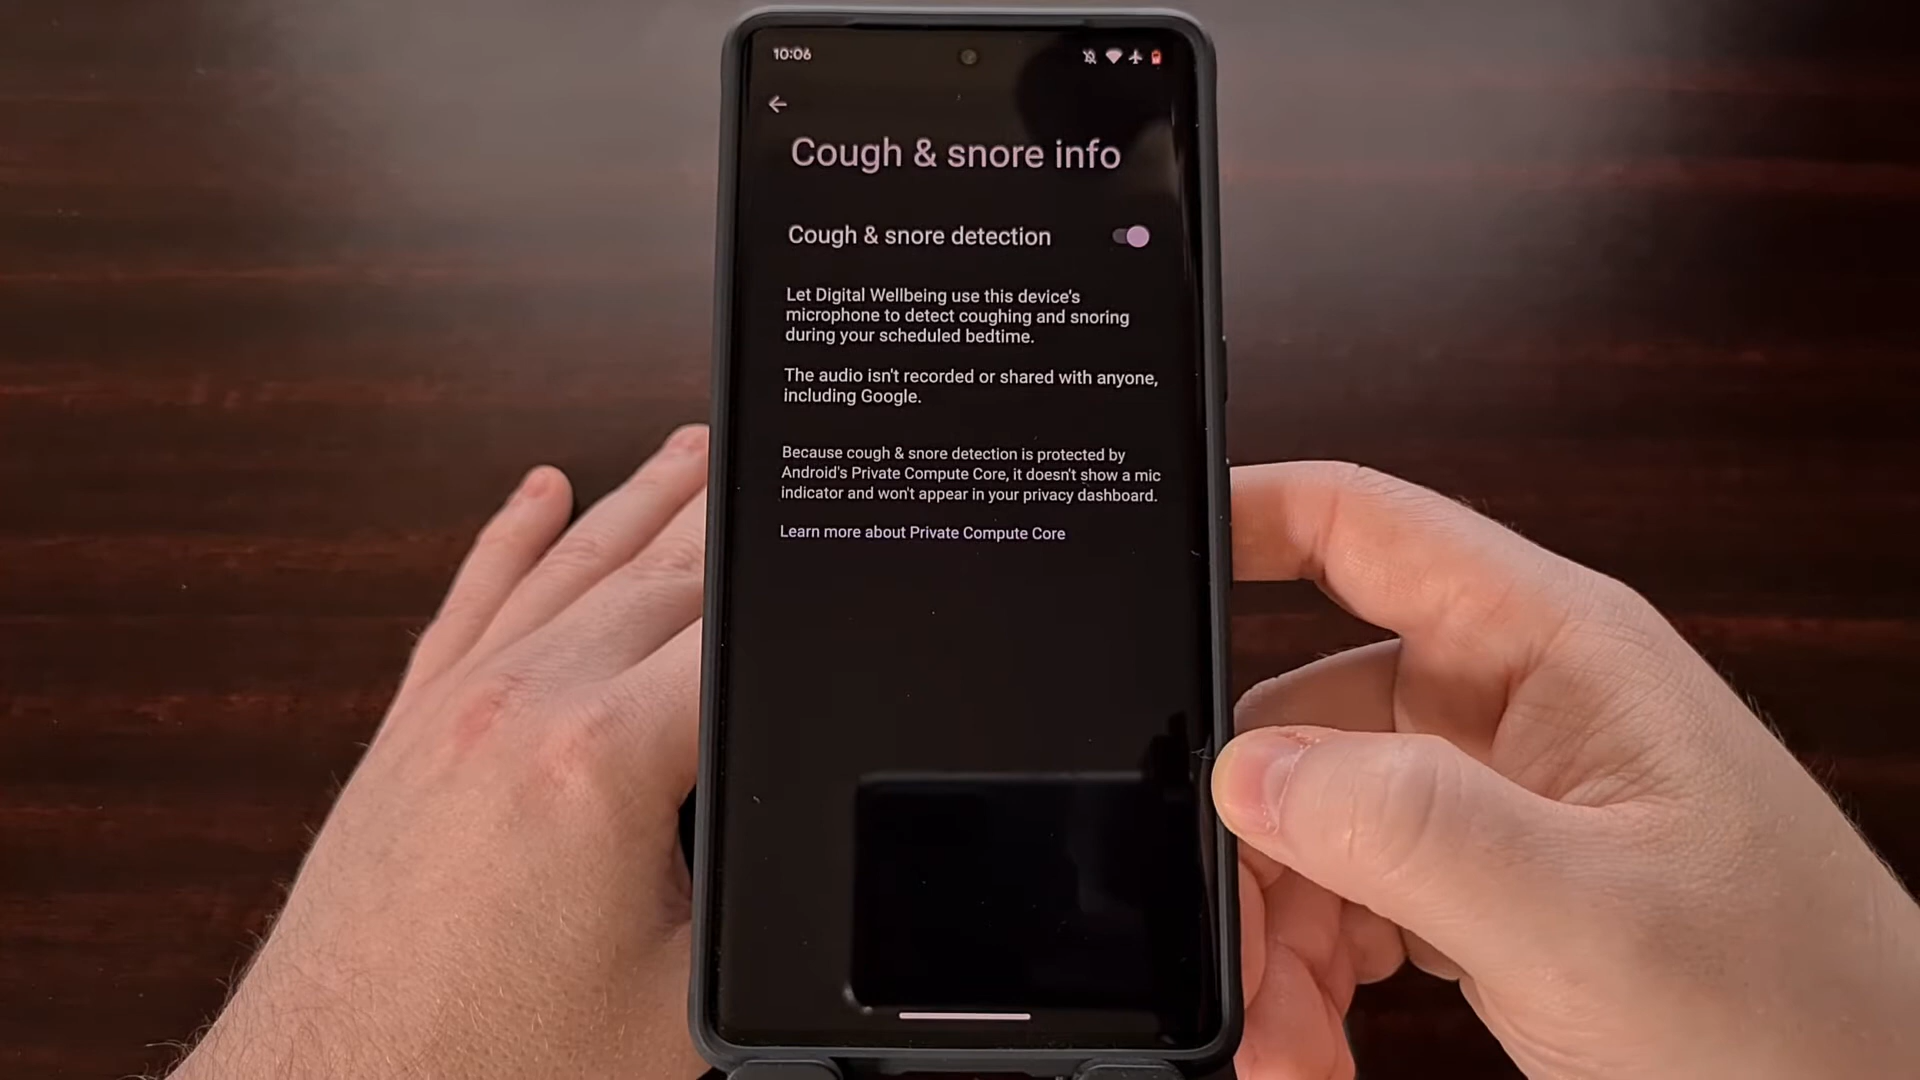 10:06
Cough & snore info
Cough & snore detection
Let Digital Wellbeing use this device's
microphone to detect coughing and snoring
during your scheduled bedtime.
The audio isn't recorded or shared with anyone,
including Google.
Because cough & snore detection is protected by
Android's Private Compute Core, it doesn't show a mic
indicator and won't appear in your privacy dashboard.
Learn more about Private Compute Core